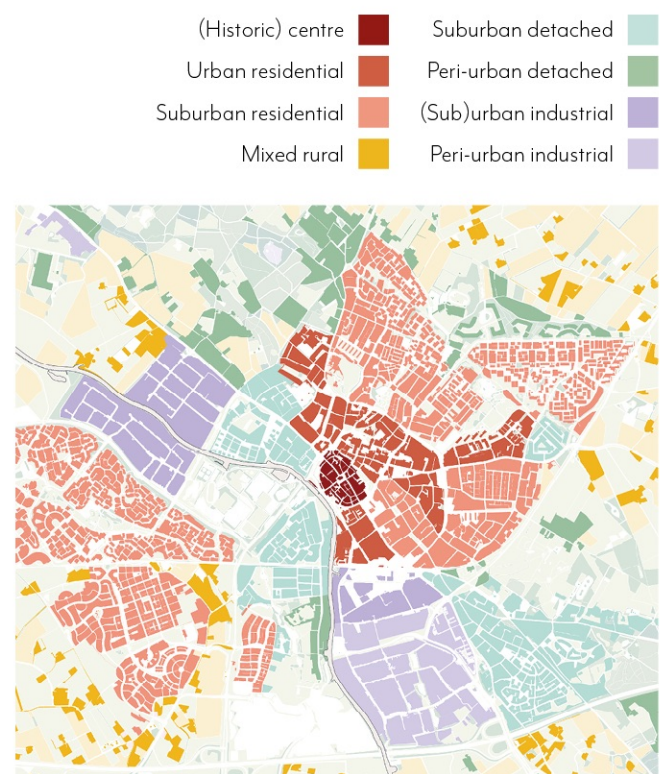 (Historic) centre
Urban residential
Suburban residential
Mixed rural
Suburban detached
Peri-urban detached
(Sub)urban industrial
Peri-urban industrial